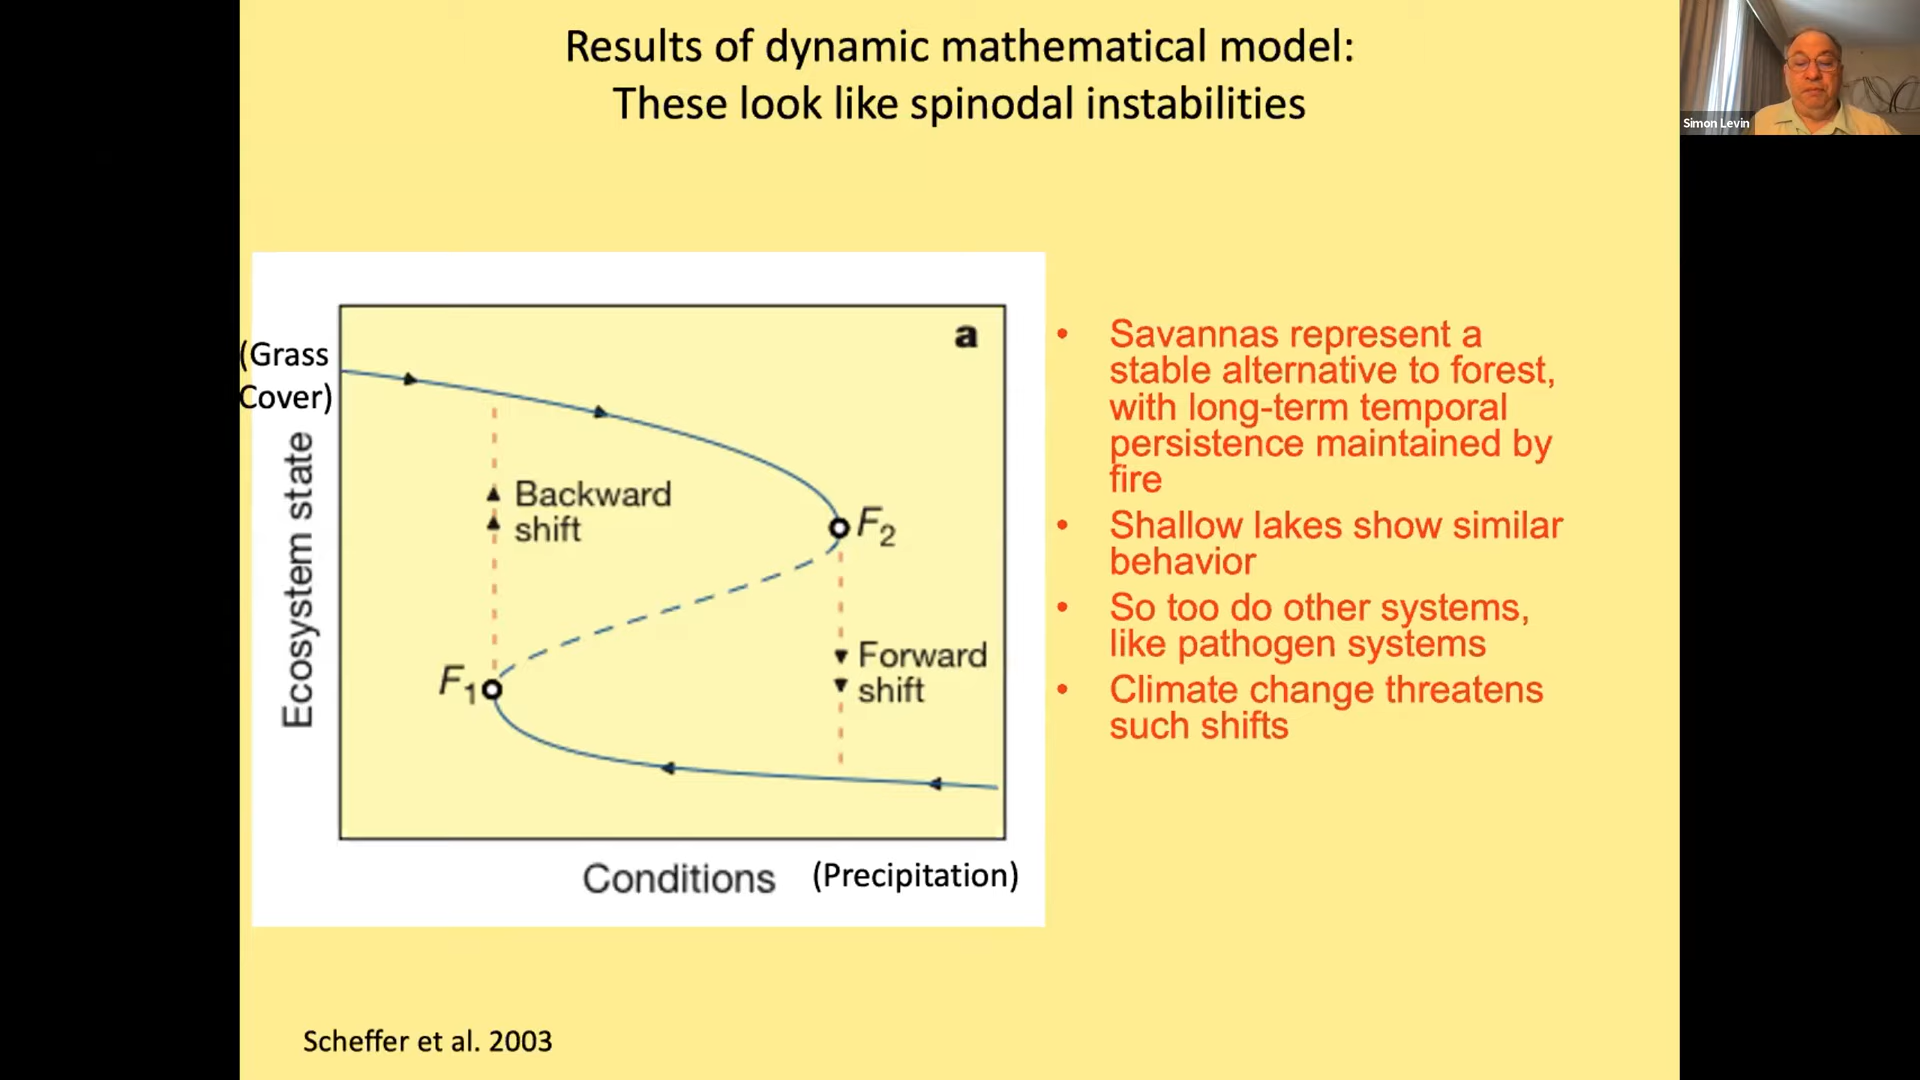 Results of dynamic mathematical model:
These look like spinodal instabilities
Simon Levin
(Grass
Cover)
Ecosystem state
a
Backward
shift
F2
F1
Forward
shift
Conditions
(Precipitation)
• Savannas represent a
stable alternative to forest,
with long-term temporal
persistence maintained by
fire
• Shallow lakes show similar
behavior
• So too do other systems,
like pathogen systems
• Climate change threatens
such shifts
Scheffer et al. 2003